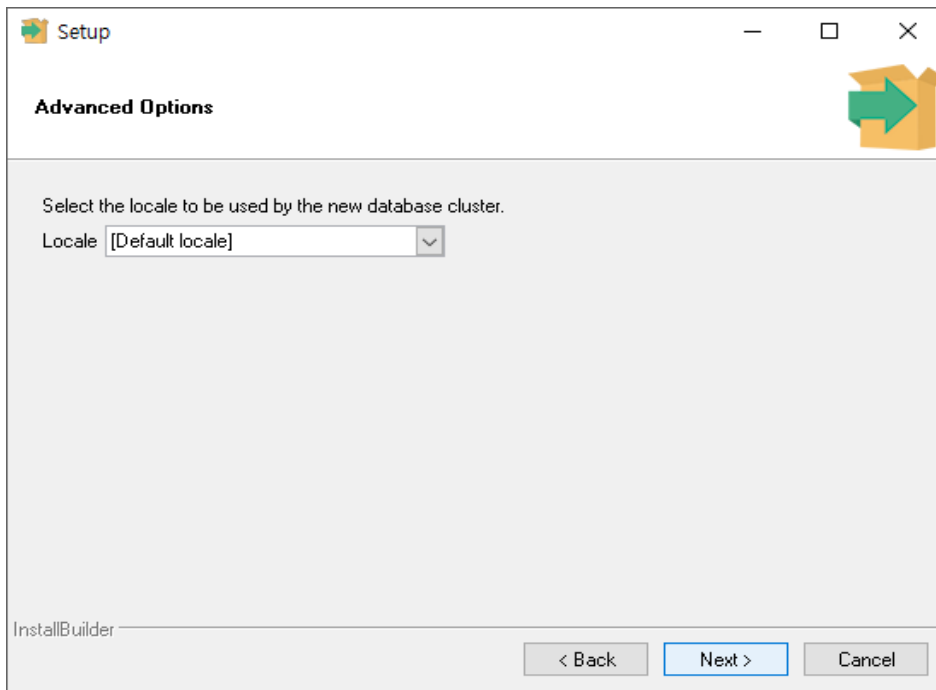 Setup
Advanced Options
Select the locale to be used by the new database cluster.
Locale [Default locale]
InstallBuilder
< Back Next > Cancel